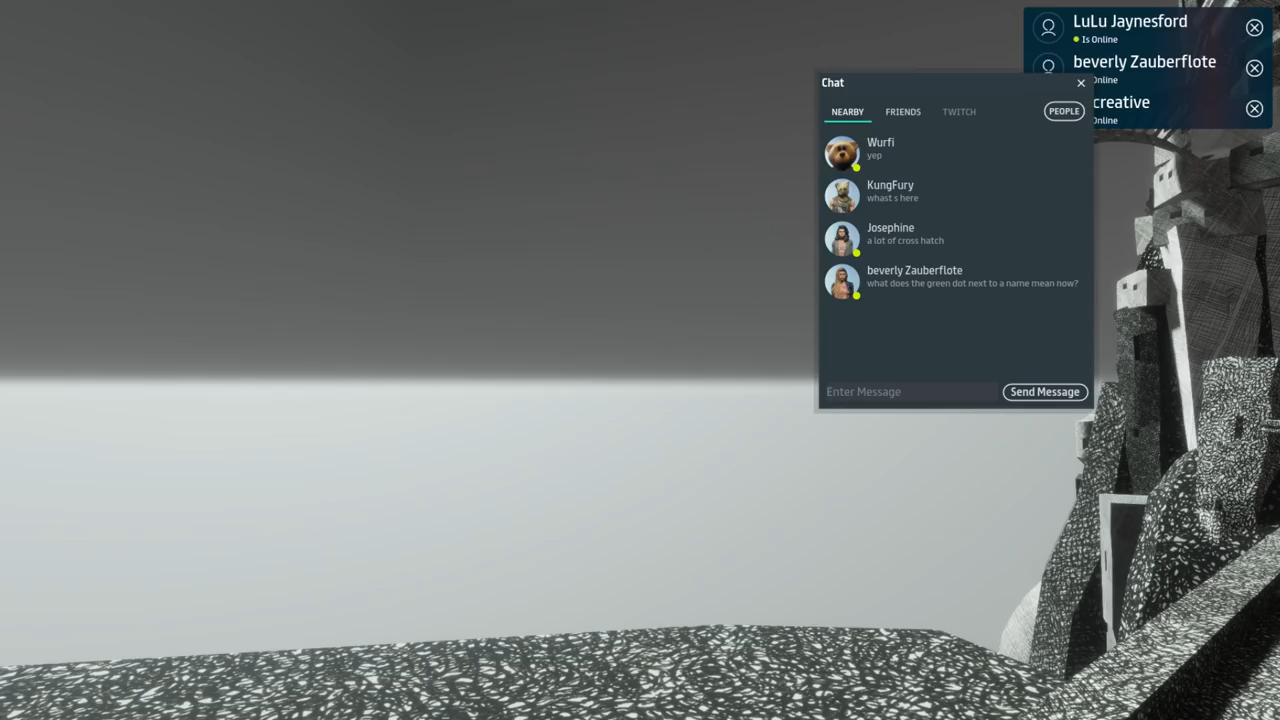 LuLu Jaynesford
Is Online
beverly Zauberflote
Online
creative
Online
Chat
NEARBY FRIENDS TWITCH PEOPLE
Wurfi
yep
KungFury
whast s here
Josephine
a lot of cross hatch
beverly Zauberflote
what does the green dot next to a name mean now?
Enter Message Send Message